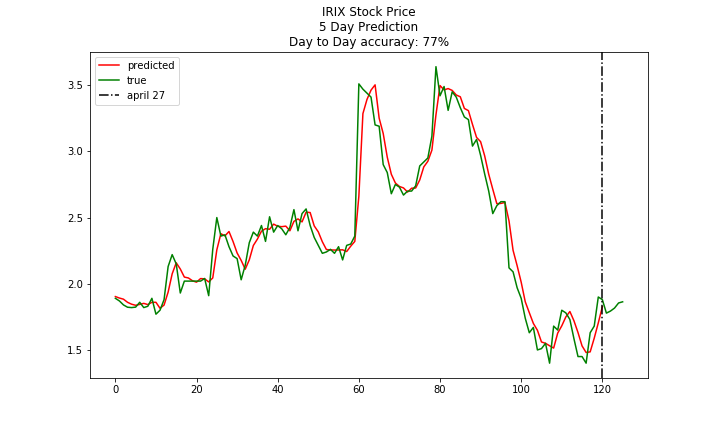 IRIX Stock Price
5 Day Prediction
Day to Day accuracy: 77%
predicted
true
april 27
3.5
3.0
2.5
2.0
1.5
0 20 40 60 80 100 120